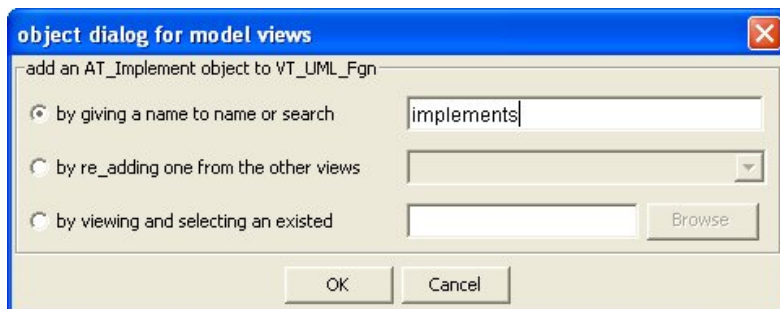 object dialog for model views
add an AT_Implement object to VT_UML_Fgn
by giving a name to name or search implements
by re_adding one from the other views
by viewing and selecting an existed Browse
OK Cancel